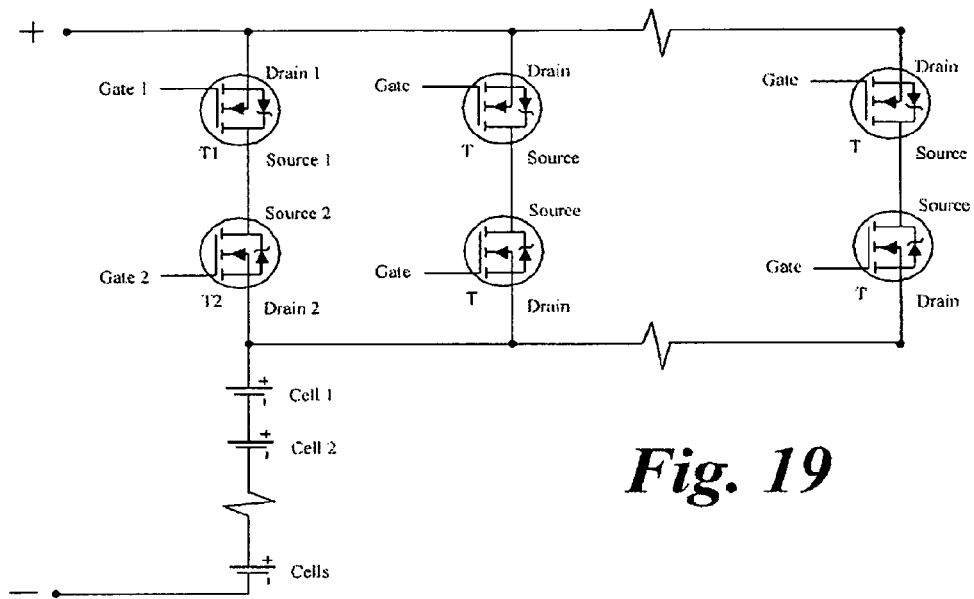 +
Gate 1
Drain 1
T1
Source 1
Gate
Drain
T
Source
Gate
Drain
T
Source
Source 2
Gate 2
T2
Drain 2
Source
Gate
T
Drain
Source
Gate
T
Drain
+
-
Cell 1
+
-
Cell 2
+
-
Cells
−
Fig. 19